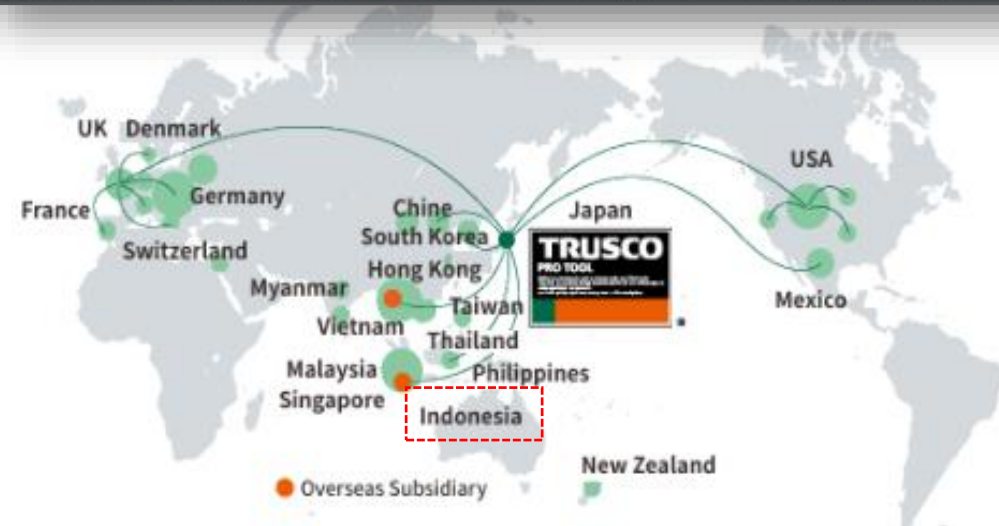 UK Denmark
USA
Germany
France
Chine
Japan
South Korea
Switzerland
TRUSCO
PRO TOOL
Hong Kong
Myanmar
Taiwan
Mexico
Vietnam
Thailand
Malaysia
Philippines
Singapore
Indonesia
New Zealand
Overseas Subsidiary